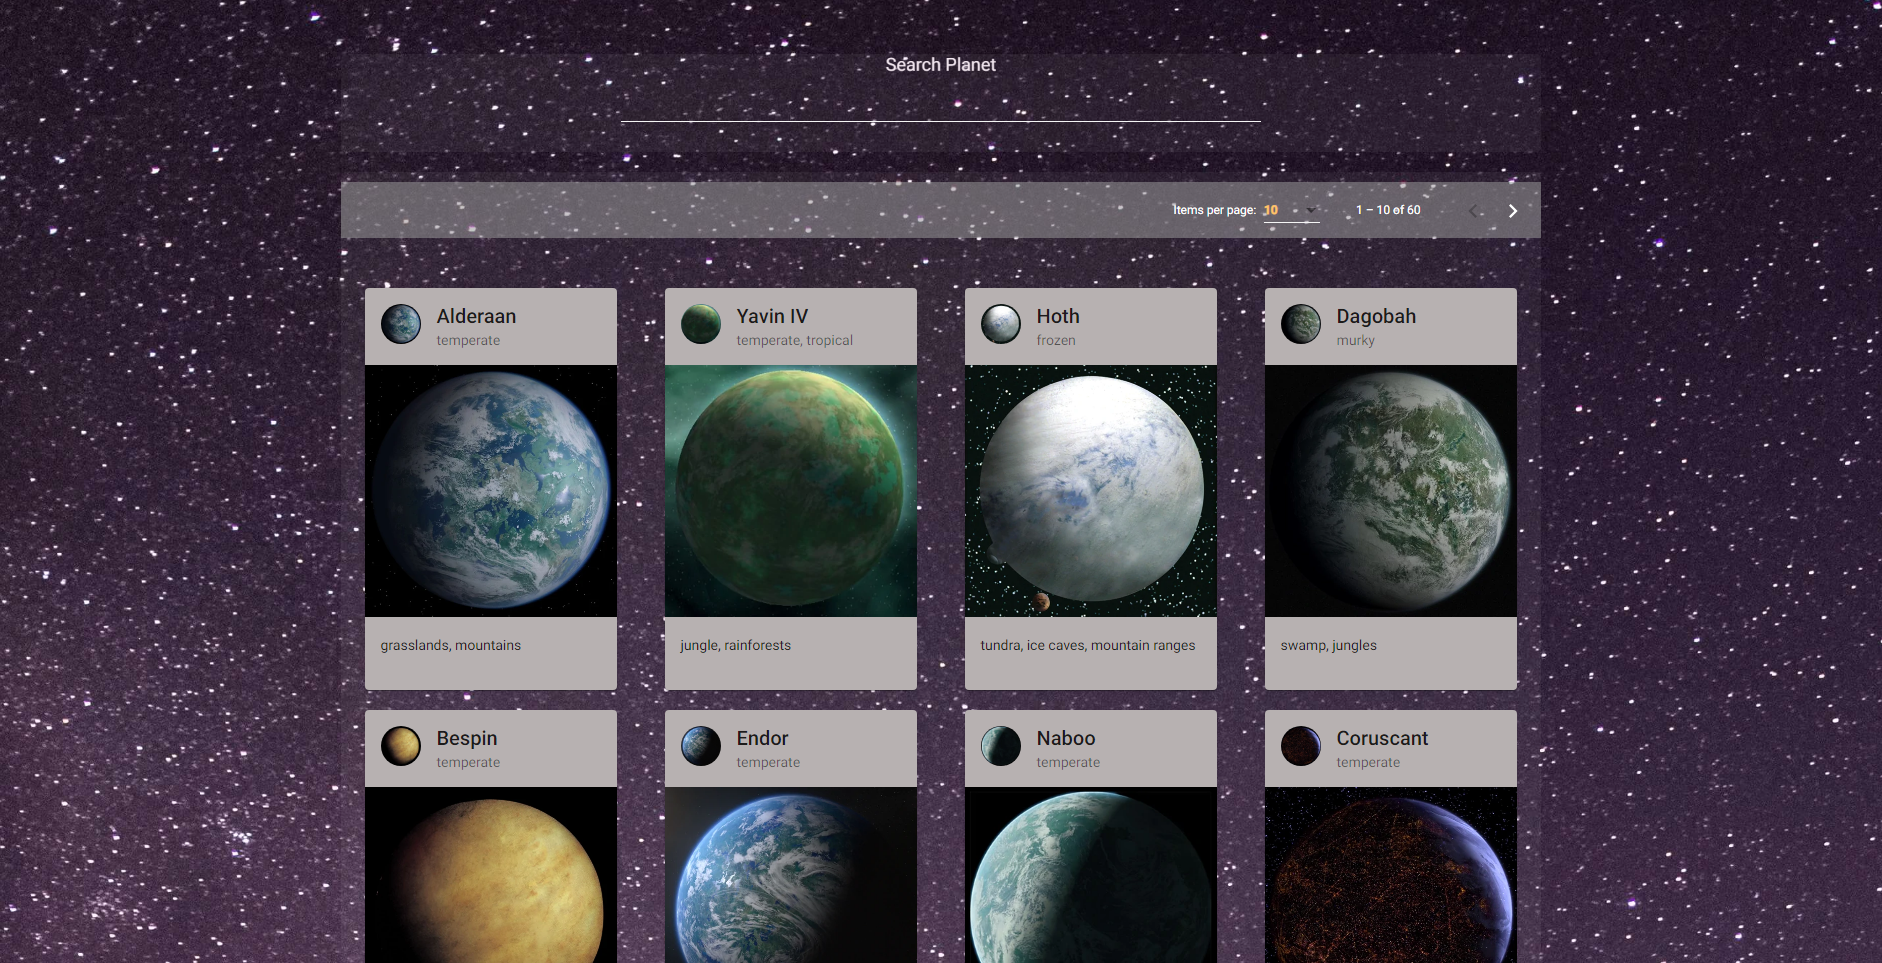 Search Planet
Items per page: 10 1 – 10 of 60
Alderaan
temperate
Yavin IV
temperate, tropical
Hoth
frozen
Dagobah
murky
grasslands, mountains
jungle, rainforests
tundra, ice caves, mountain ranges
swamp, jungles
Bespin
temperate
Endor
temperate
Naboo
temperate
Coruscant
temperate